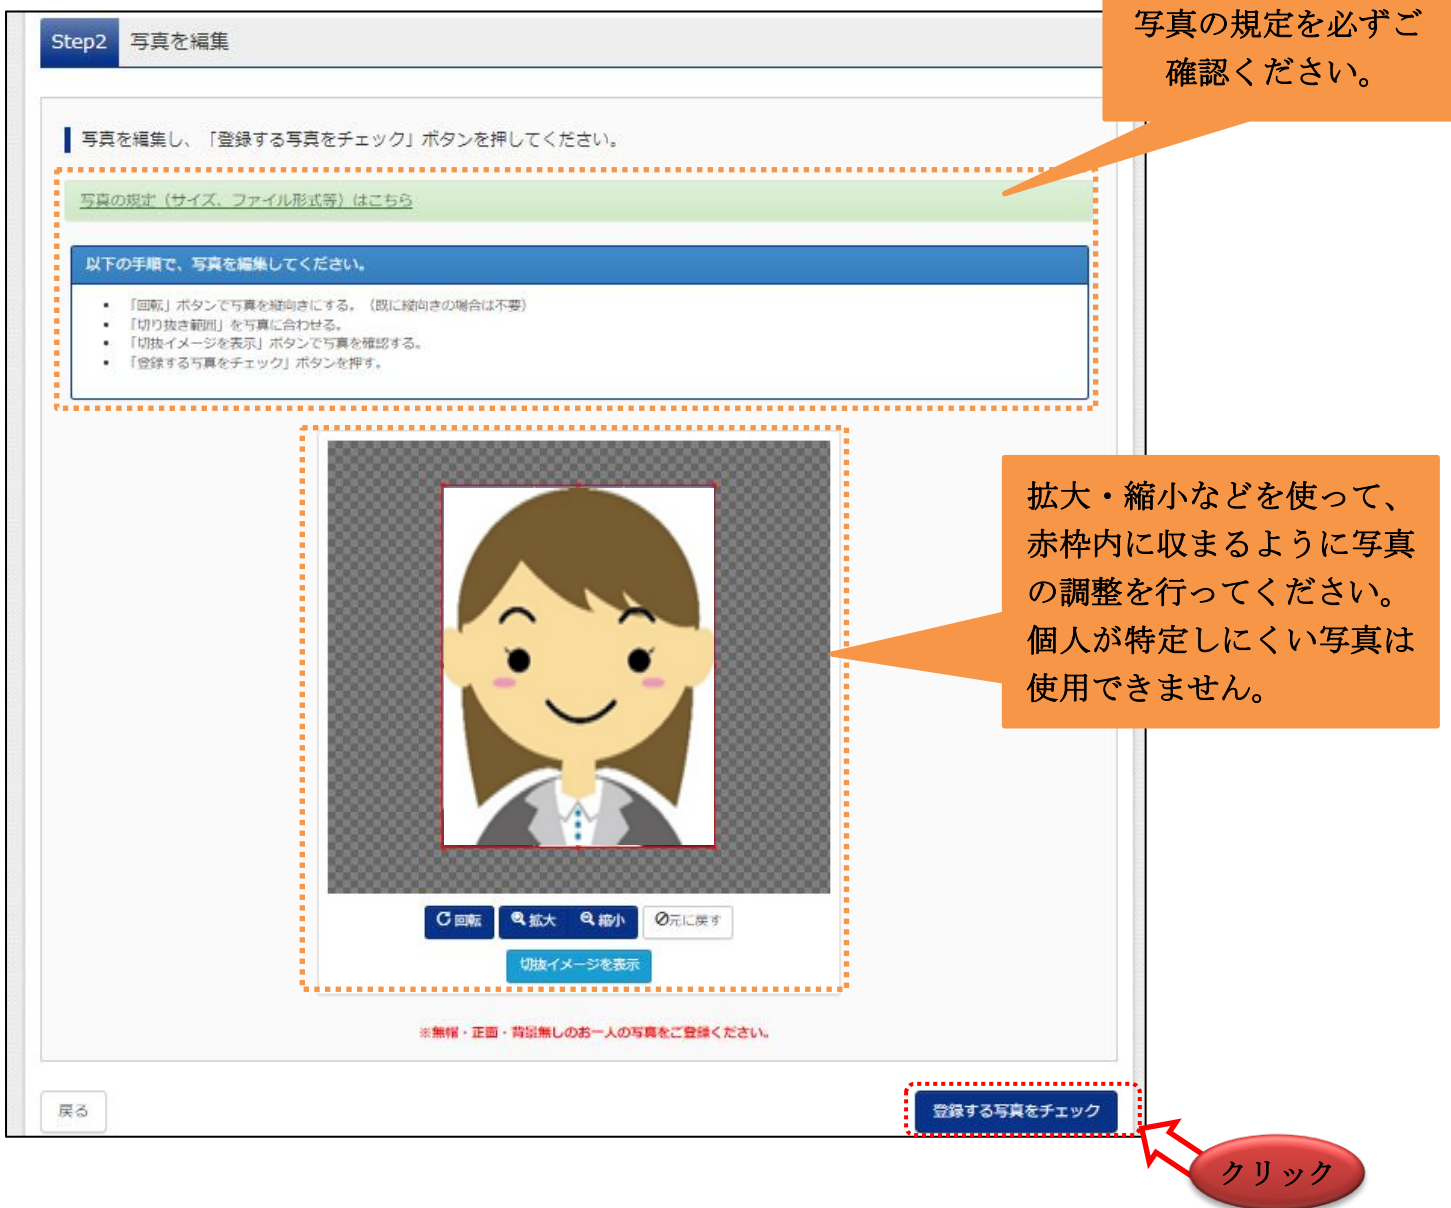 写真の規定を必ずご
確認ください。
Step2 写真を編集
写真を編集し、「登録する写真をチェック」ボタンを押してください。
写真の規定（サイズ、ファイル形式等）はこちら
以下の手順で、写真を編集してください。
▪ 「回転」ボタンで写真を縦向きにする。（既に縦向きの場合は不要）
▪ 「切り抜き範囲」を写真に合わせる。
▪ 「切抜イメージを表示」ボタンで写真を確認する。
▪ 「登録する写真をチェック」ボタンを押す。
拡大・縮小などを使って、
赤枠内に収まるように写真
の調整を行ってください。
個人が特定しにくい写真は
使用できません。
回転 拡大 縮小 元に戻す
切抜イメージを表示
※無帽・正面・背景無しのお一人の写真をご登録ください。
戻る 登録する写真をチェック
クリック